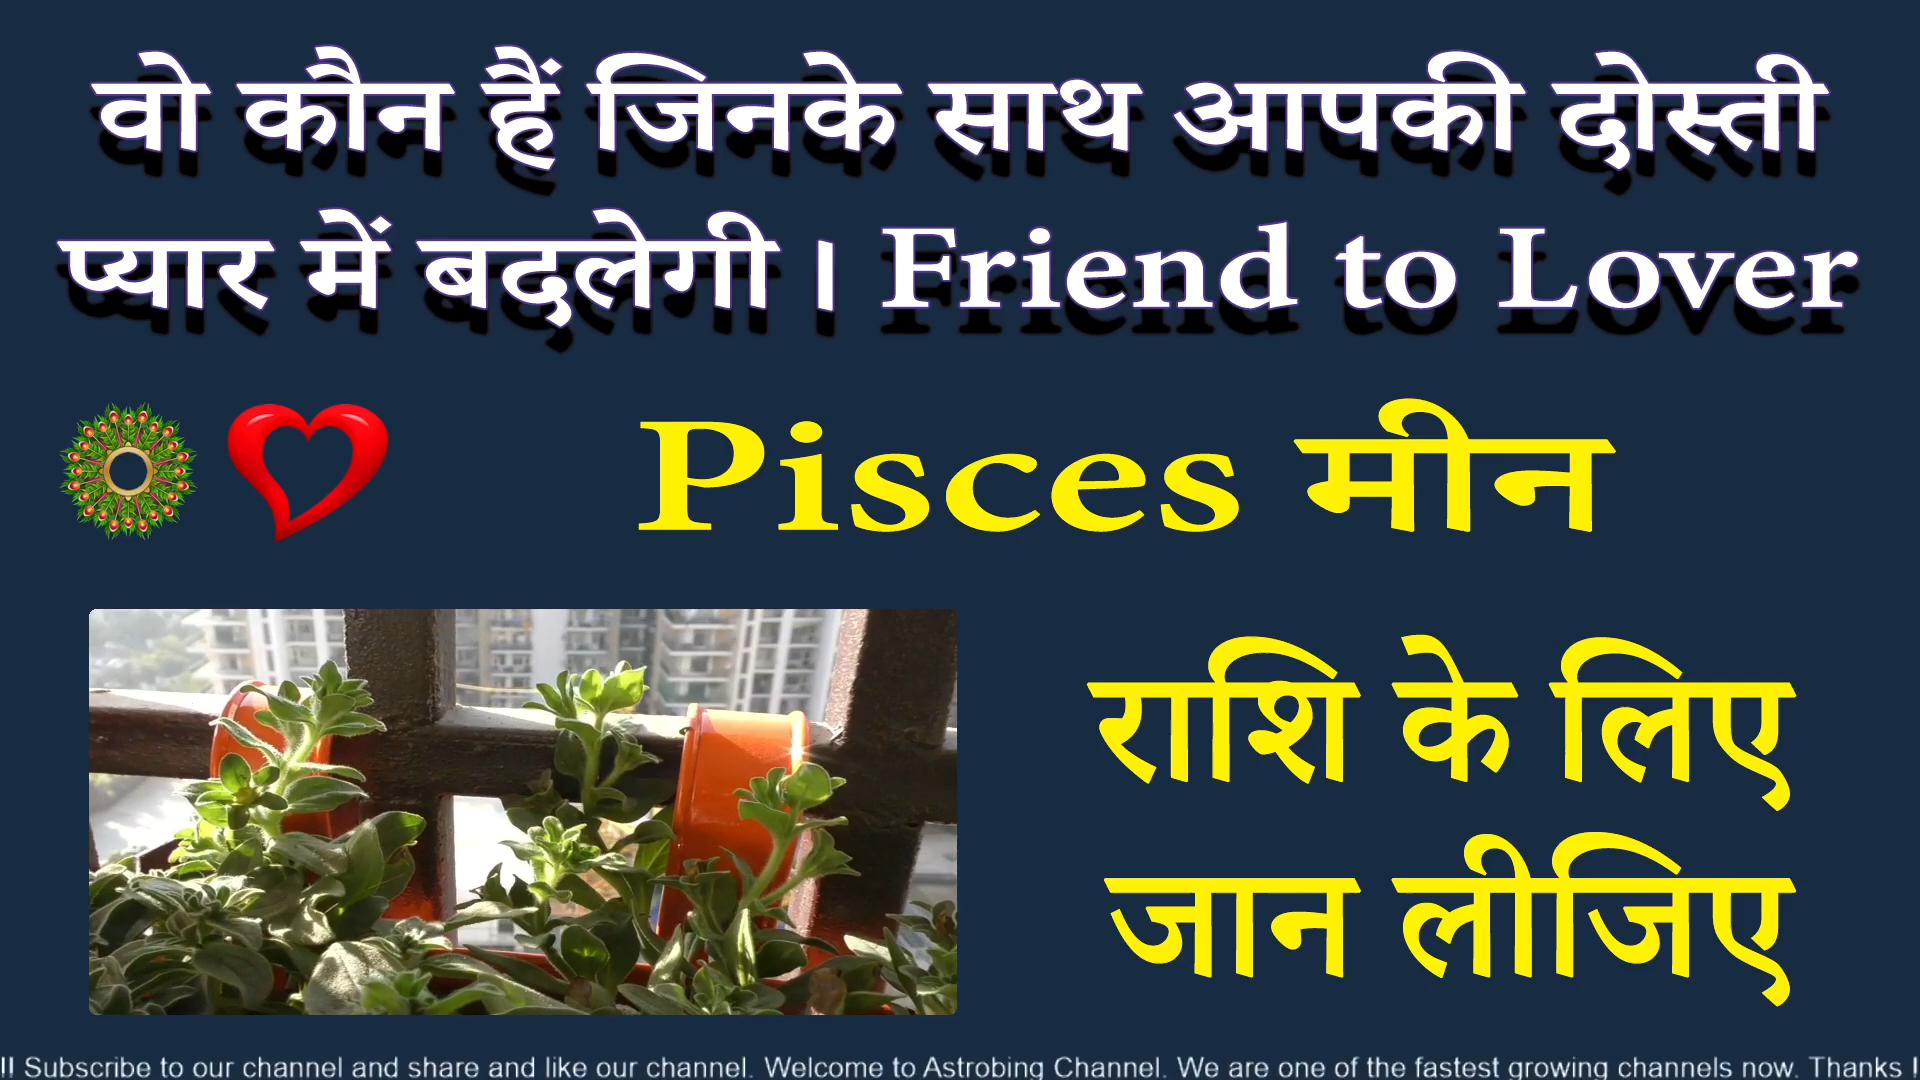 वो कौन हैं जिनके साथ आपकी दोस्ती
प्यार में बदलेगी । Friend to Lover
Pisces मीन
राशि के लिए
जान लीजिए
!! Subscribe to our channel and share and like our channel. Welcome to Astrobing Channel. We are one of the fastest growing channels now. Thanks !